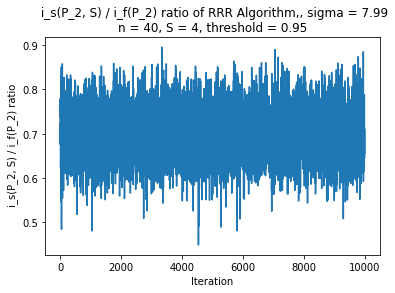 i_s(P_2, S) / i_f(P_2) ratio of RRR Algorithm,, sigma = 7.99
n = 40, S = 4, threshold = 0.95
i_s(P_2, S) / i_f(P_2) ratio
0.9
0.8
0.7
0.6
0.5
0
2000
4000
6000
8000
10000
Iteration